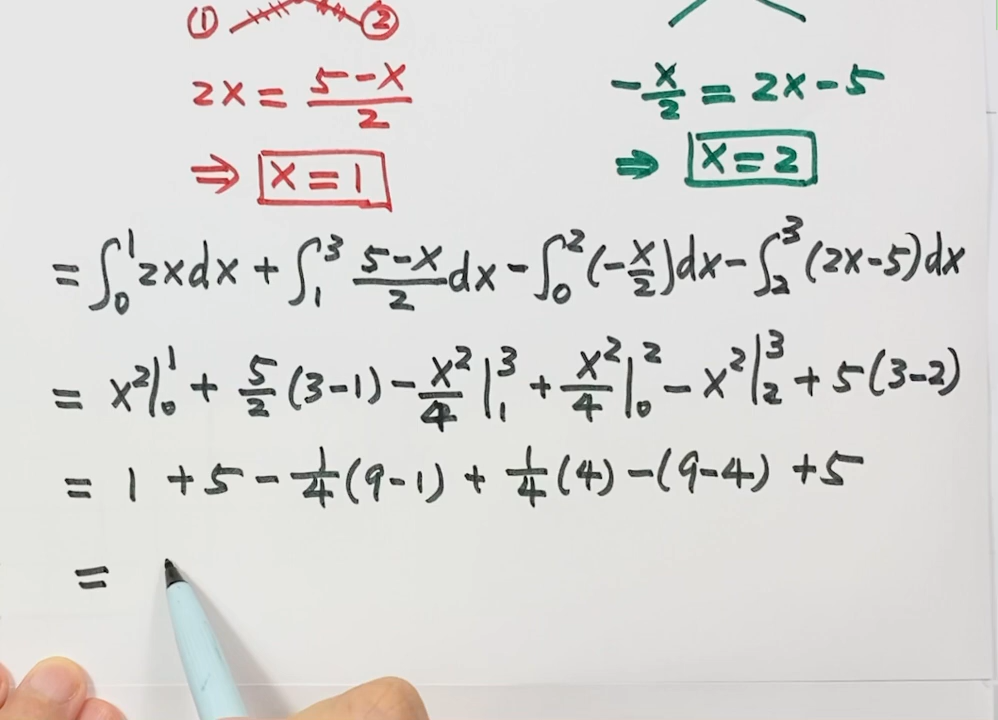 ① ②
2x = (5-x)/2
-x/2 = 2x-5
⇒ x=1
⇒ x=2
= ∫₀¹ 2xdx + ∫₁³ (5-x)/2 dx - ∫₀² (-x/2)dx - ∫₂³ (2x-5)dx
= x²|₀¹ + 5/2 (3-1) - x²/4 |₁³ + x²/4 |₀² - x²|₂³ + 5(3-2)
= 1 + 5 - 1/4 (9-1) + 1/4 (4) - (9-4) + 5
=